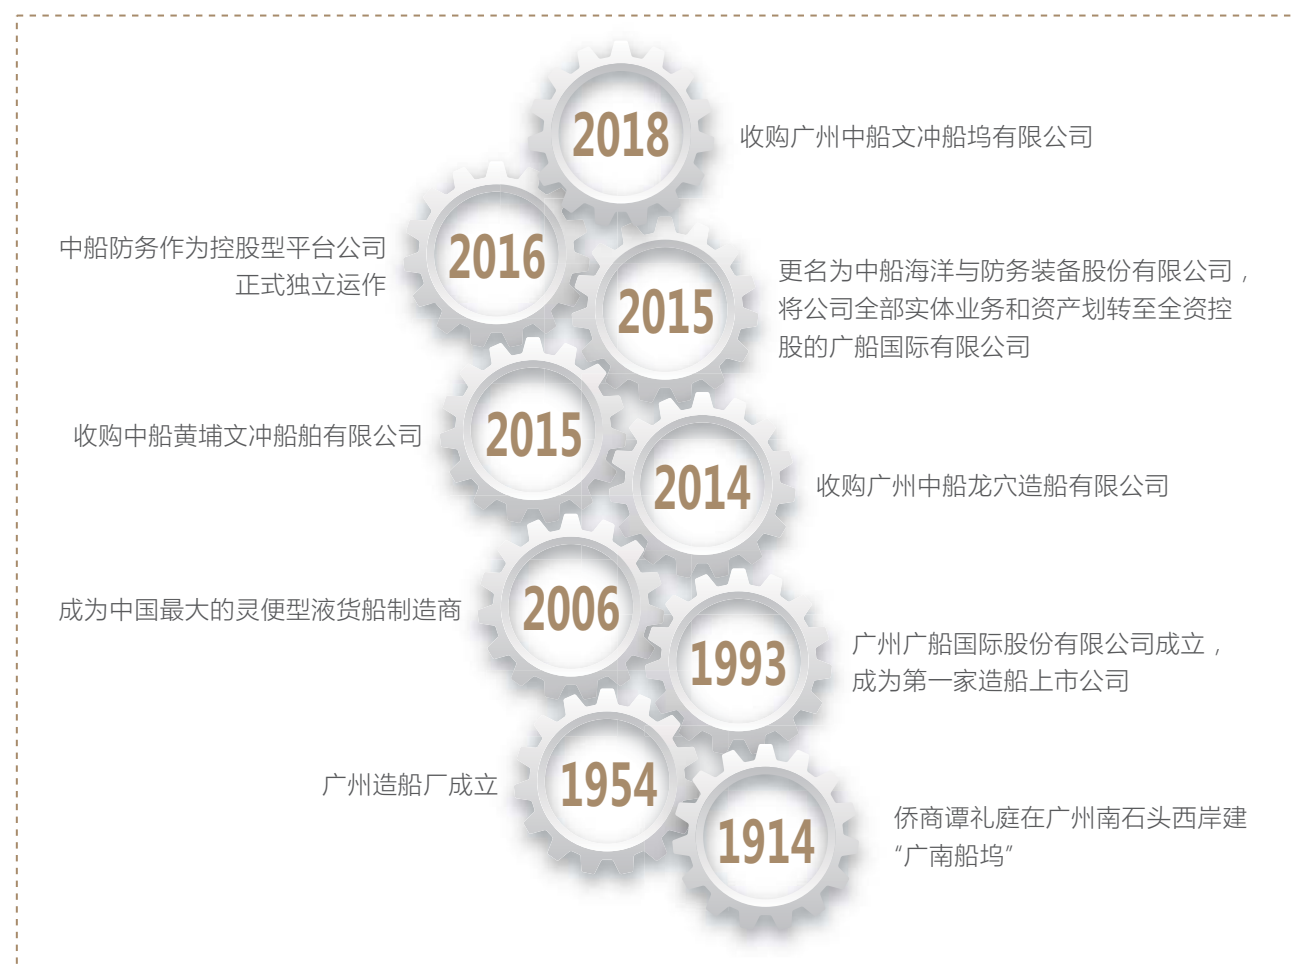 2018
收购广州中船文冲船坞有限公司
2016
中船防务作为控股型平台公司
正式独立运作
2015
更名为中船海洋与防务装备股份有限公司，
将公司全部实体业务和资产划转至全资控
股的广船国际有限公司
2015
收购中船黄埔文冲船舶有限公司
2014
收购广州中船龙穴造船有限公司
2006
成为中国最大的灵便型液货船制造商
1993
广州广船国际股份有限公司成立，
成为第一家造船上市公司
1954
广州造船厂成立
1914
侨商谭礼庭在广州南石头西岸建
“广南船坞”